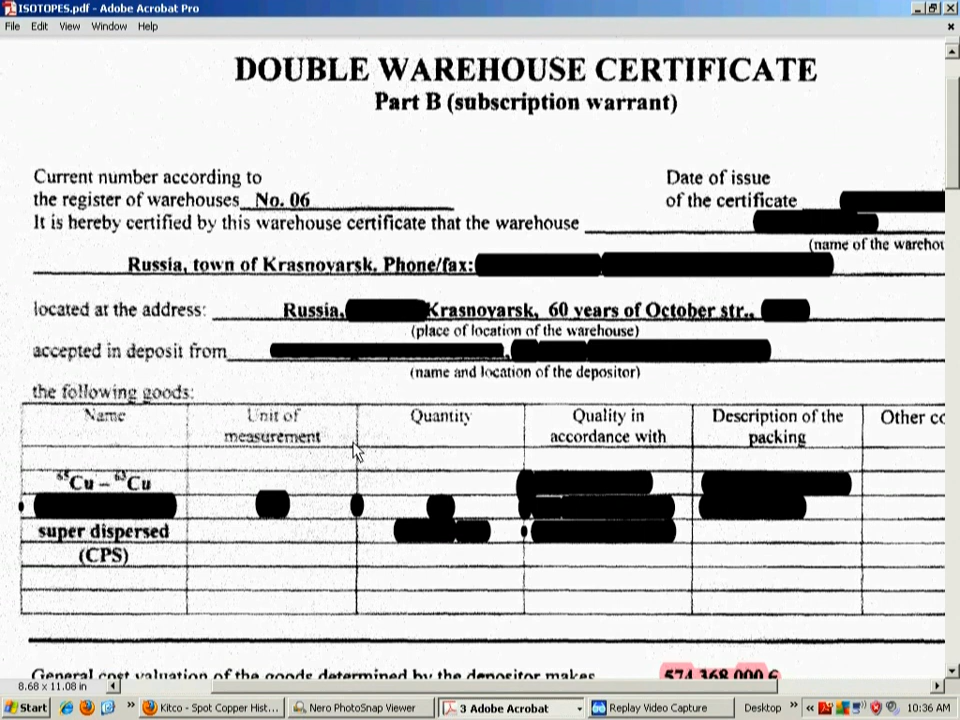 ISOTOPES.pdf - Adobe Acrobat Pro
File Edit View Window Help
DOUBLE WAREHOUSE CERTIFICATE
Part B (subscription warrant)
Current number according to
the register of warehouses No. 06
Date of issue
of the certificate
It is hereby certified by this warehouse certificate that the warehouse
(name of the warehou
Russia, town of Krasnoyarsk. Phone/fax:
located at the address: Russia, Krasnoyarsk, 60 years of October str.,
(place of location of the warehouse)
accepted in deposit from ,
(name and location of the depositor)
the following goods:
Name Unit of measurement Quantity Quality in accordance with Description of the packing Other co
⁶⁵Cu – ⁶³Cu
super dispersed
(CPS)
General cost valuation of the goods determined by the depositor makes 574 368 000 €
8.68 x 11.08 in
Start Kitco - Spot Copper Hist... Nero PhotoSnap Viewer 3 Adobe Acrobat Replay Video Capture Desktop 10:36 AM